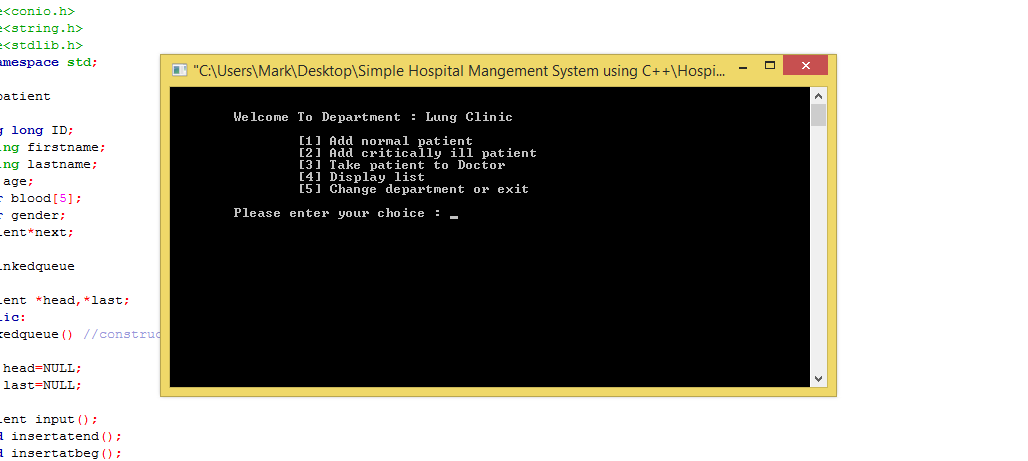 e<conio.h>
e<string.h>
e<stdlib.h>
amespace std;
patient
g long ID;
ng firstname;
ng lastname;
age;
r blood[5];
r gender;
ient*next;
inkedqueue
ient *head,*last;
lic:
kedqueue() //construc
head=NULL;
last=NULL;
ient input();
d insertatend();
d insertatbeg();
"C:\Users\Mark\Desktop\Simple Hospital Mangement System using C++\Hospi...
Welcome To Department : Lung Clinic
[1] Add normal patient
[2] Add critically ill patient
[3] Take patient to Doctor
[4] Display list
[5] Change department or exit
Please enter your choice : _